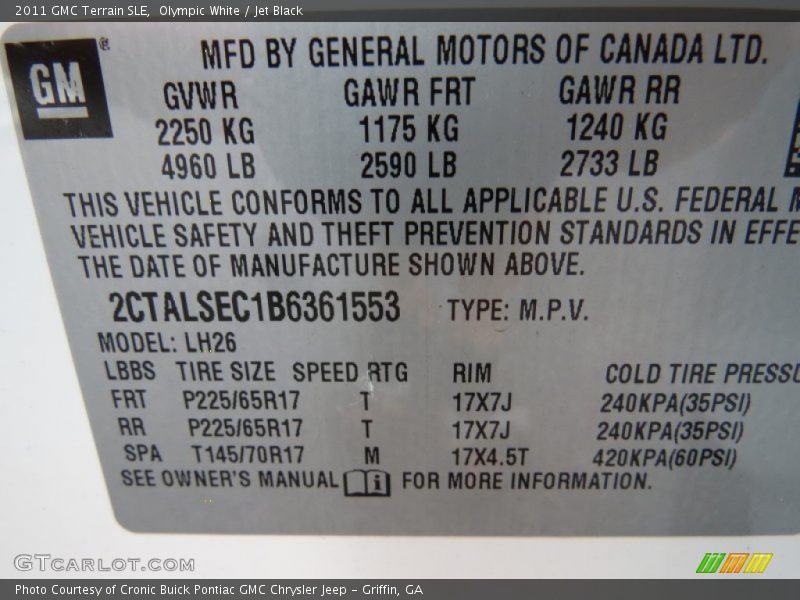 2011 GMC Terrain SLE, Olympic White / Jet Black
GM®
MFD BY GENERAL MOTORS OF CANADA LTD.
GVWR GAWR FRT GAWR RR
2250 KG 1175 KG 1240 KG
4960 LB 2590 LB 2733 LB
THIS VEHICLE CONFORMS TO ALL APPLICABLE U.S. FEDERAL M
VEHICLE SAFETY AND THEFT PREVENTION STANDARDS IN EFFE
THE DATE OF MANUFACTURE SHOWN ABOVE.
2CTALSEC1B6361553 TYPE: M.P.V.
MODEL: LH26
LBBS TIRE SIZE SPEED RTG RIM COLD TIRE PRESSU
FRT P225/65R17 T 17X7J 240KPA(35PSI)
RR P225/65R17 T 17X7J 240KPA(35PSI)
SPA T145/70R17 M 17X4.5T 420KPA(60PSI)
SEE OWNER'S MANUAL FOR MORE INFORMATION.
GTCARLOT.COM
Photo Courtesy of Cronic Buick Pontiac GMC Chrysler Jeep - Griffin, GA